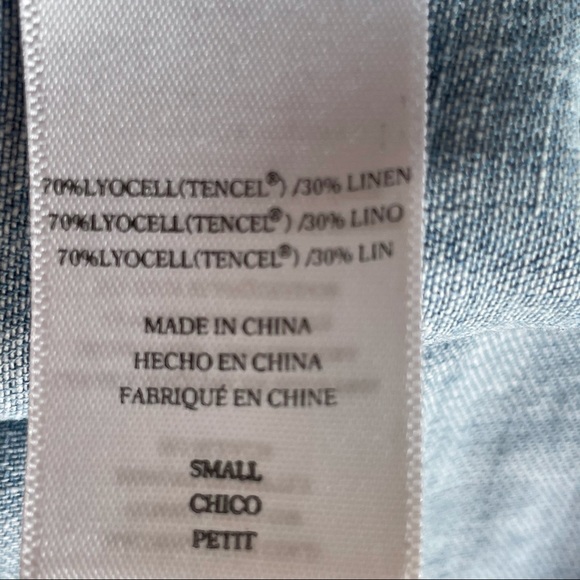 70%LYOCELL(TENCEL®) /30% LINEN
70%LYOCELL(TENCEL®) /30% LINO
70%LYOCELL(TENCEL®) /30% LIN
MADE IN CHINA
HECHO EN CHINA
FABRIQUÉ EN CHINE
SMALL
CHICO
PETIT